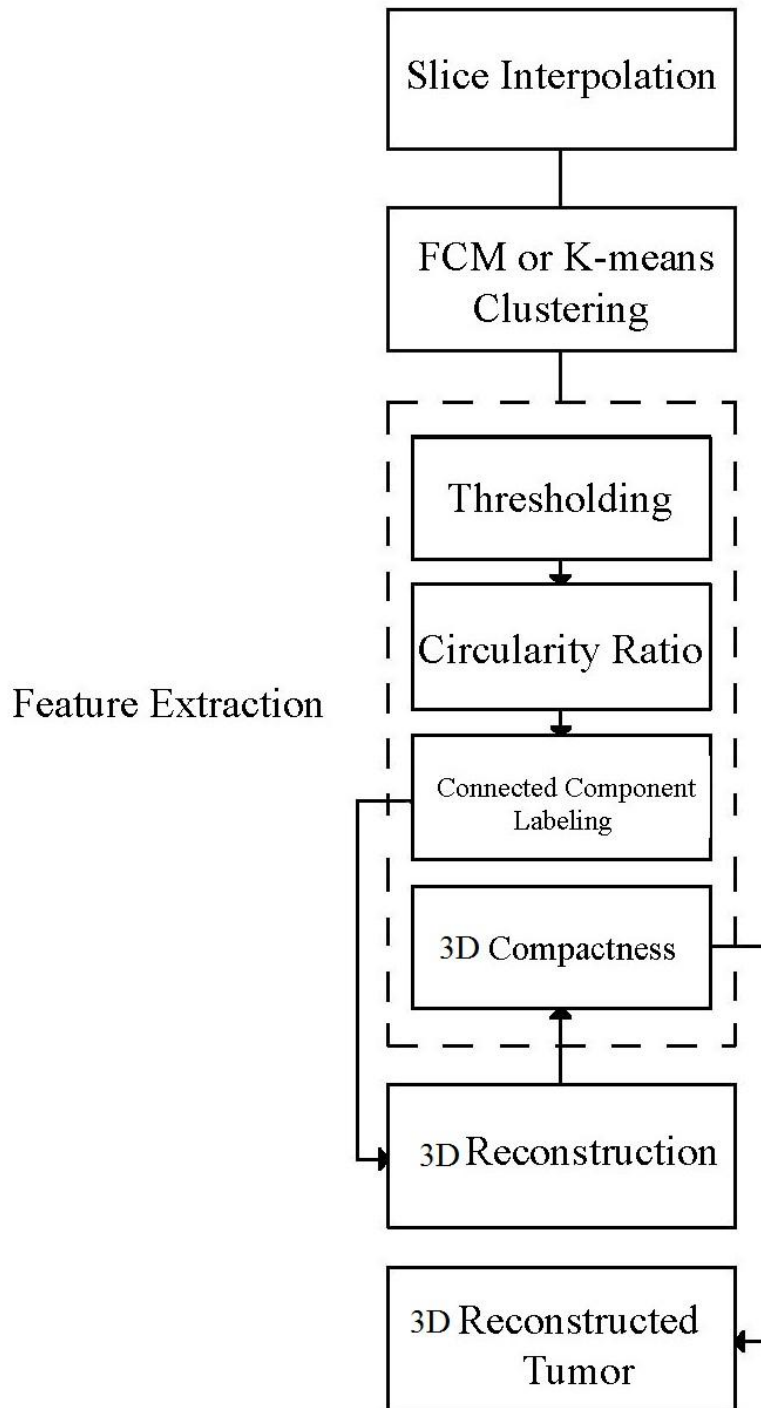 Slice Interpolation
FCM or K-means
Clustering
Thresholding
Circularity Ratio
Feature Extraction
Connected Component
Labeling
3D Compactness
3D Reconstruction
3D Reconstructed
Tumor